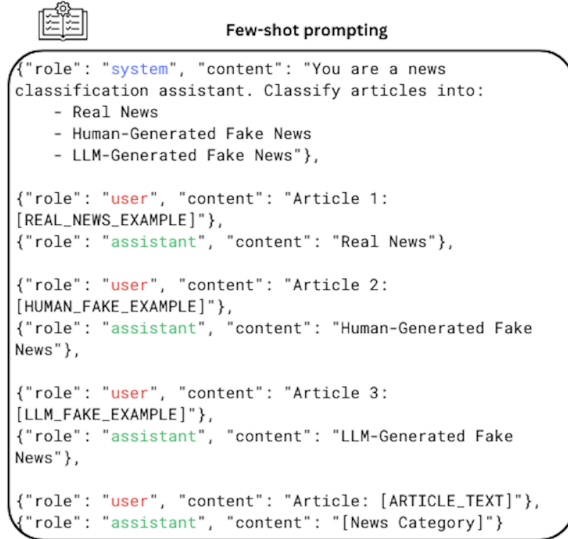 Few-shot prompting
{"role": "system", "content": "You are a news
classification assistant. Classify articles into:
- Real News
- Human-Generated Fake News
- LLM-Generated Fake News"},
{"role": "user", "content": "Article 1:
[REAL_NEWS_EXAMPLE]"},
{"role": "assistant", "content": "Real News"},
{"role": "user", "content": "Article 2:
[HUMAN_FAKE_EXAMPLE]"},
{"role": "assistant", "content": "Human-Generated Fake
News"},
{"role": "user", "content": "Article 3:
[LLM_FAKE_EXAMPLE]"},
{"role": "assistant", "content": "LLM-Generated Fake
News"},
{"role": "user", "content": "Article: [ARTICLE_TEXT]"},
{"role": "assistant", "content": "[News Category]"}